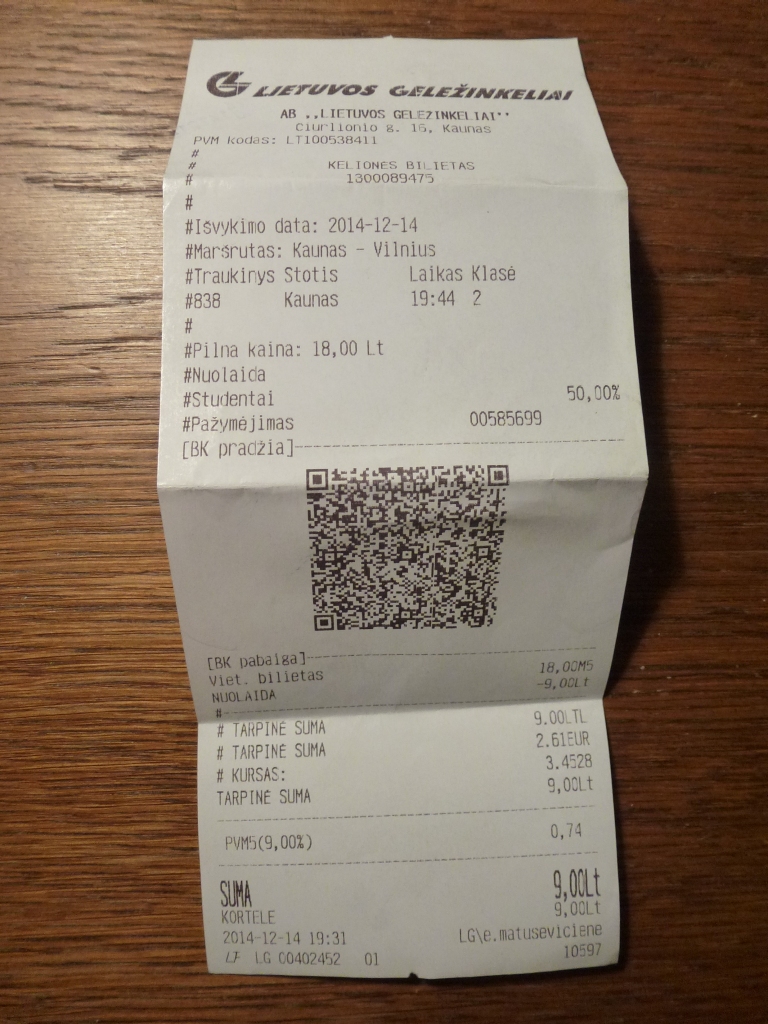 LG LIETUVOS GELEŽINKELIAI
AB ,,LIETUVOS GELEŽINKELIAI''
Čiurlionio g. 16, Kaunas
PVM kodas: LT100538411
#
# KELIONĖS BILIETAS
# 1300089475
#
#Išvykimo data: 2014-12-14
#Maršrutas: Kaunas - Vilnius
#Traukinys Stotis Laikas Klasė
#838 Kaunas 19:44 2
#
#Pilna kaina: 18,00 Lt
#Nuolaida
#Studentai 50,00%
#Pažymėjimas 00585699
[BK pradžia]
[BK pabaiga]
Viet. bilietas 18,00M5
NUOLAIDA -9,00Lt
#
# TARPINĖ SUMA 9.00LTL
# TARPINĖ SUMA 2.61EUR
# KURSAS: 3.4528
TARPINĖ SUMA 9,00Lt
PVM5(9,00%) 0,74
SUMA 9,00Lt
KORTELE 9,00Lt
2014-12-14 19:31 LG\e.matuseviciene
LF LG 00402452 01 10597